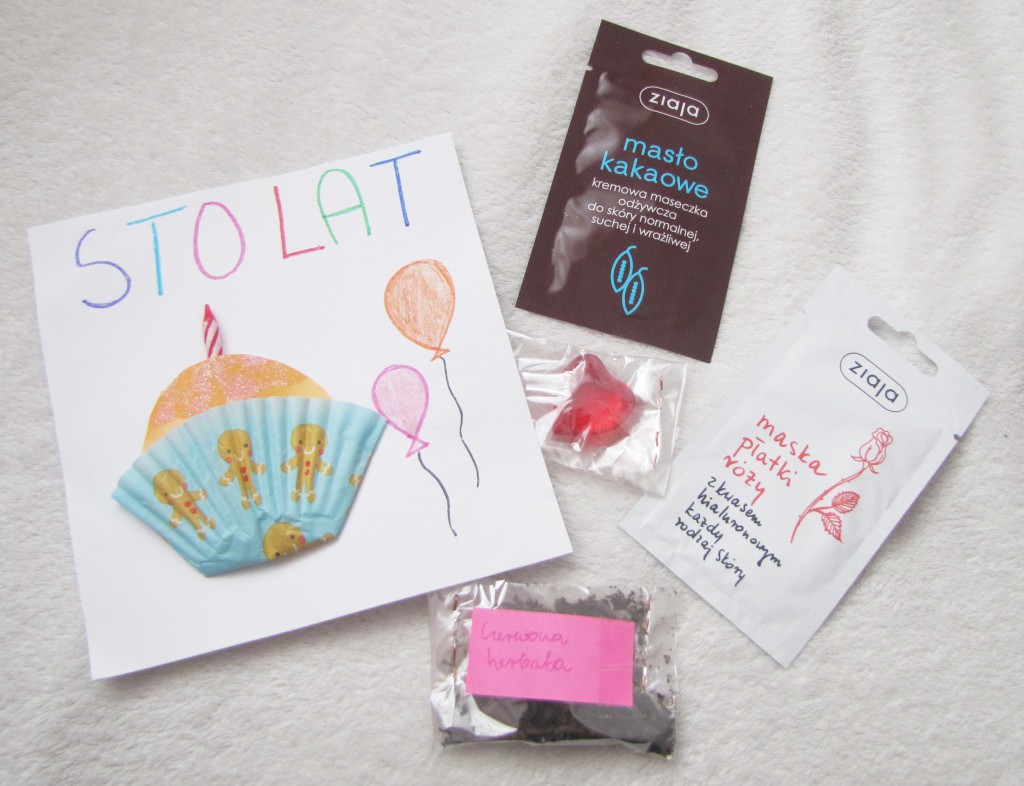 STO LAT
ziaja
masło
kakaowe
kremowa maseczka
odżywcza
do skóry normalnej,
suchej i wrażliwej
ziaja
maska
płatki
róży
z kwasem
hialuronowym
każdy
rodzaj skóry
Czerwona
herbata